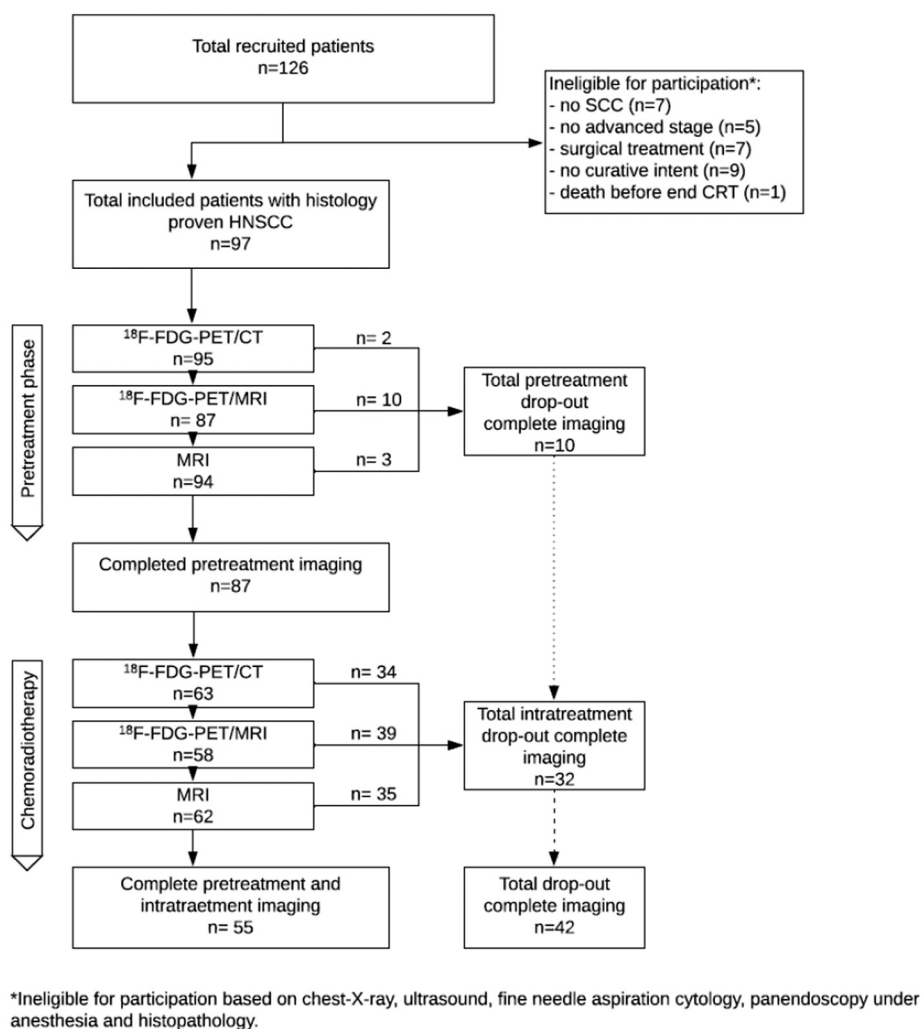 Total recruited patients
n=126
Ineligible for participation*:
- no SCC (n=7)
- no advanced stage (n=5)
- surgical treatment (n=7)
- no curative intent (n=9)
- death before end CRT (n=1)
Total included patients with histology
proven HNSCC
n=97
Pretreatment phase
¹⁸F-FDG-PET/CT
n=95
n= 2
¹⁸F-FDG-PET/MRI
n= 87
n= 10
MRI
n=94
n= 3
Total pretreatment
drop-out
complete imaging
n=10
Completed pretreatment imaging
n=87
Chemoradiotherapy
¹⁸F-FDG-PET/CT
n=63
n= 34
¹⁸F-FDG-PET/MRI
n=58
n= 39
MRI
n=62
n= 35
Total intratreatment
drop-out complete
imaging
n=32
Complete pretreatment and
intratraetment imaging
n= 55
Total drop-out
complete imaging
n=42
*Ineligible for participation based on chest-X-ray, ultrasound, fine needle aspiration cytology, panendoscopy under
anesthesia and histopathology.